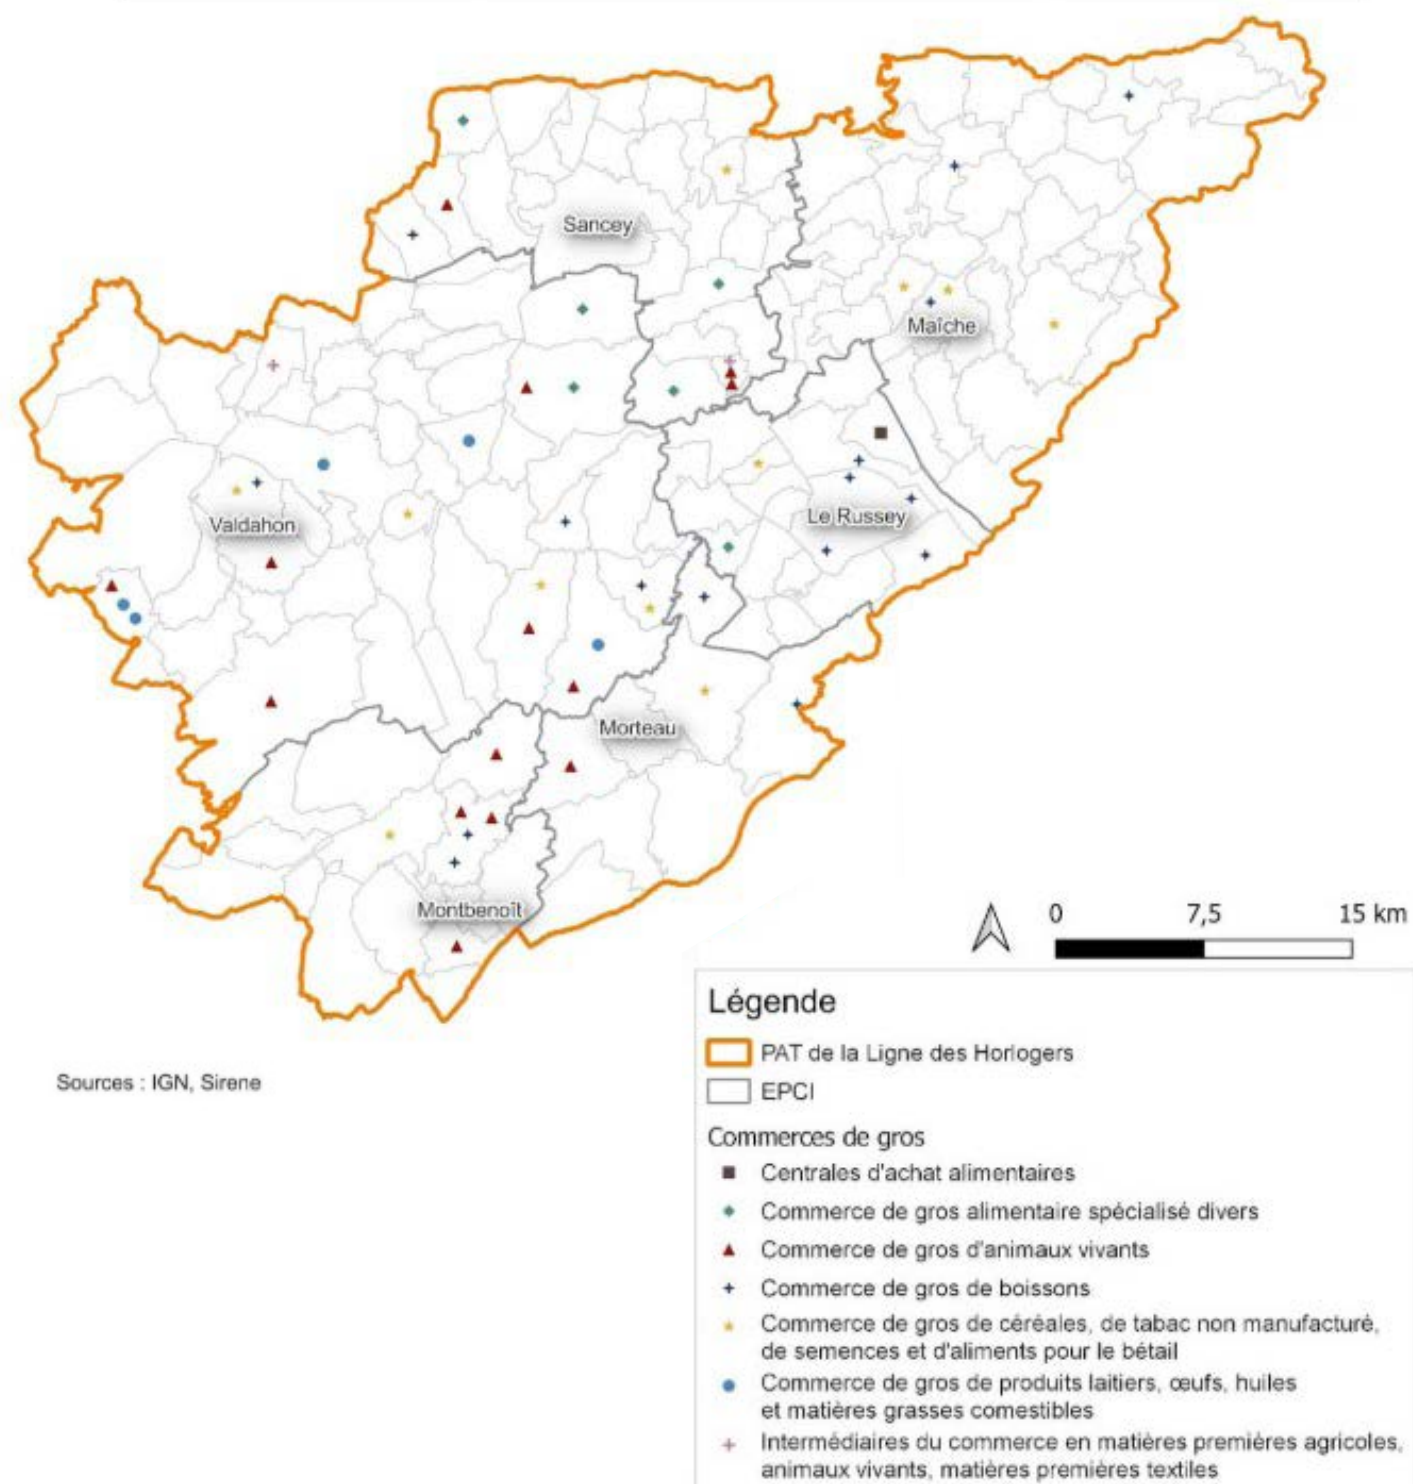 Sancey
Maîche
Valdahon
Le Russey
Morteau
Montbenoît
0 7,5 15 km
Sources : IGN, Sirene
Légende
PAT de la Ligne des Horlogers
EPCI
Commerces de gros
Centrales d'achat alimentaires
Commerce de gros alimentaire spécialisé divers
Commerce de gros d'animaux vivants
Commerce de gros de boissons
Commerce de gros de céréales, de tabac non manufacturé,
de semences et d'aliments pour le bétail
Commerce de gros de produits laitiers, œufs, huiles
et matières grasses comestibles
Intermédiaires du commerce en matières premières agricoles,
animaux vivants, matières premières textiles